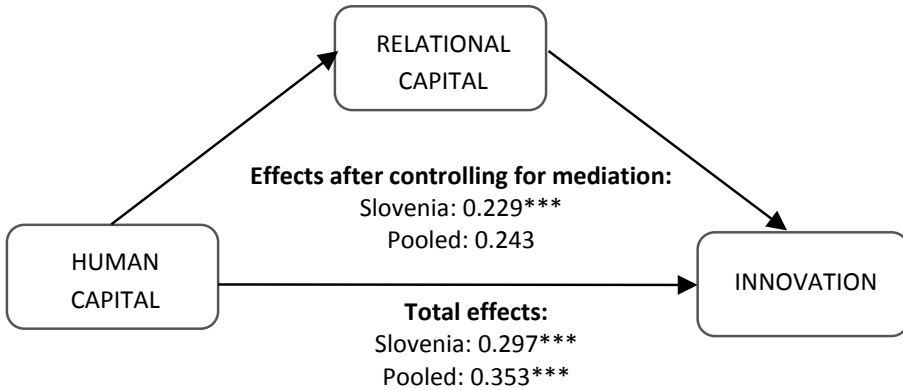 RELATIONAL
CAPITAL
Effects after controlling for mediation:
Slovenia: 0.229***
Pooled: 0.243
HUMAN
CAPITAL
INNOVATION
Total effects:
Slovenia: 0.297***
Pooled: 0.353***